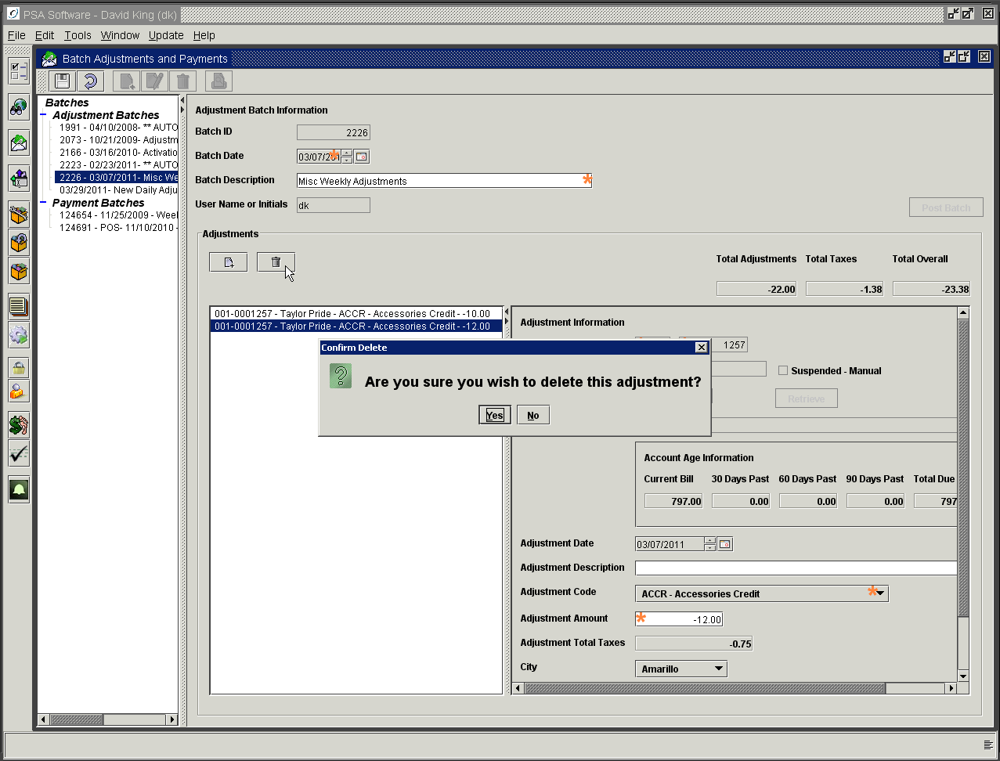 PSA Software - David King (dk)
File Edit Tools Window Update Help
Batch Adjustments and Payments
Batches
Adjustment Batches
1991 - 04/10/2008- ** AUTO
2073 - 10/21/2009- Adjustm
2166 - 03/16/2010- Activatio
2223 - 02/23/2011- ** AUTO
2226 - 03/07/2011- Misc We
03/29/2011- New Daily Adju
Payment Batches
124654 - 11/25/2009 - Weel
124691 - POS- 11/10/2010 -
Adjustment Batch Information
Batch ID 2226
Batch Date 03/07/201
Batch Description Misc Weekly Adjustments
User Name or Initials dk
Post Batch
Adjustments
Total Adjustments Total Taxes Total Overall
-22.00 -1.38 -23.38
001-0001257 - Taylor Pride - ACCR - Accessories Credit- -10.00
001-0001257 - Taylor Pride - ACCR - Accessories Credit- -12.00
Adjustment Information
1257
Suspended - Manual
Retrieve
Confirm Delete
Are you sure you wish to delete this adjustment?
Yes No
Account Age Information
Current Bill 30 Days Past 60 Days Past 90 Days Past Total Due
797.00 0.00 0.00 0.00 797
Adjustment Date 03/07/2011
Adjustment Description
Adjustment Code ACCR - Accessories Credit
Adjustment Amount -12.00
Adjustment Total Taxes -0.75
City Amarillo